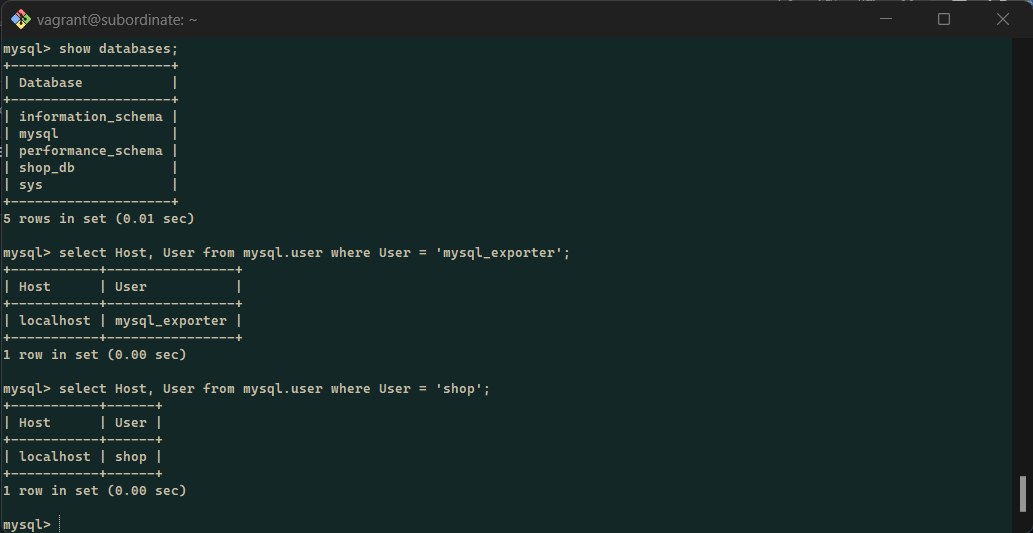 vagrant@subordinate: ~
mysql> show databases;
+--------------------+
| Database           |
+--------------------+
| information_schema |
| mysql              |
| performance_schema |
| shop_db            |
| sys                |
+--------------------+
5 rows in set (0.01 sec)
mysql> select Host, User from mysql.user where User = 'mysql_exporter';
+-----------+----------------+
| Host      | User           |
+-----------+----------------+
| localhost | mysql_exporter |
+-----------+----------------+
1 row in set (0.00 sec)
mysql> select Host, User from mysql.user where User = 'shop';
+-----------+------+
| Host      | User |
+-----------+------+
| localhost | shop |
+-----------+------+
1 row in set (0.00 sec)
mysql>